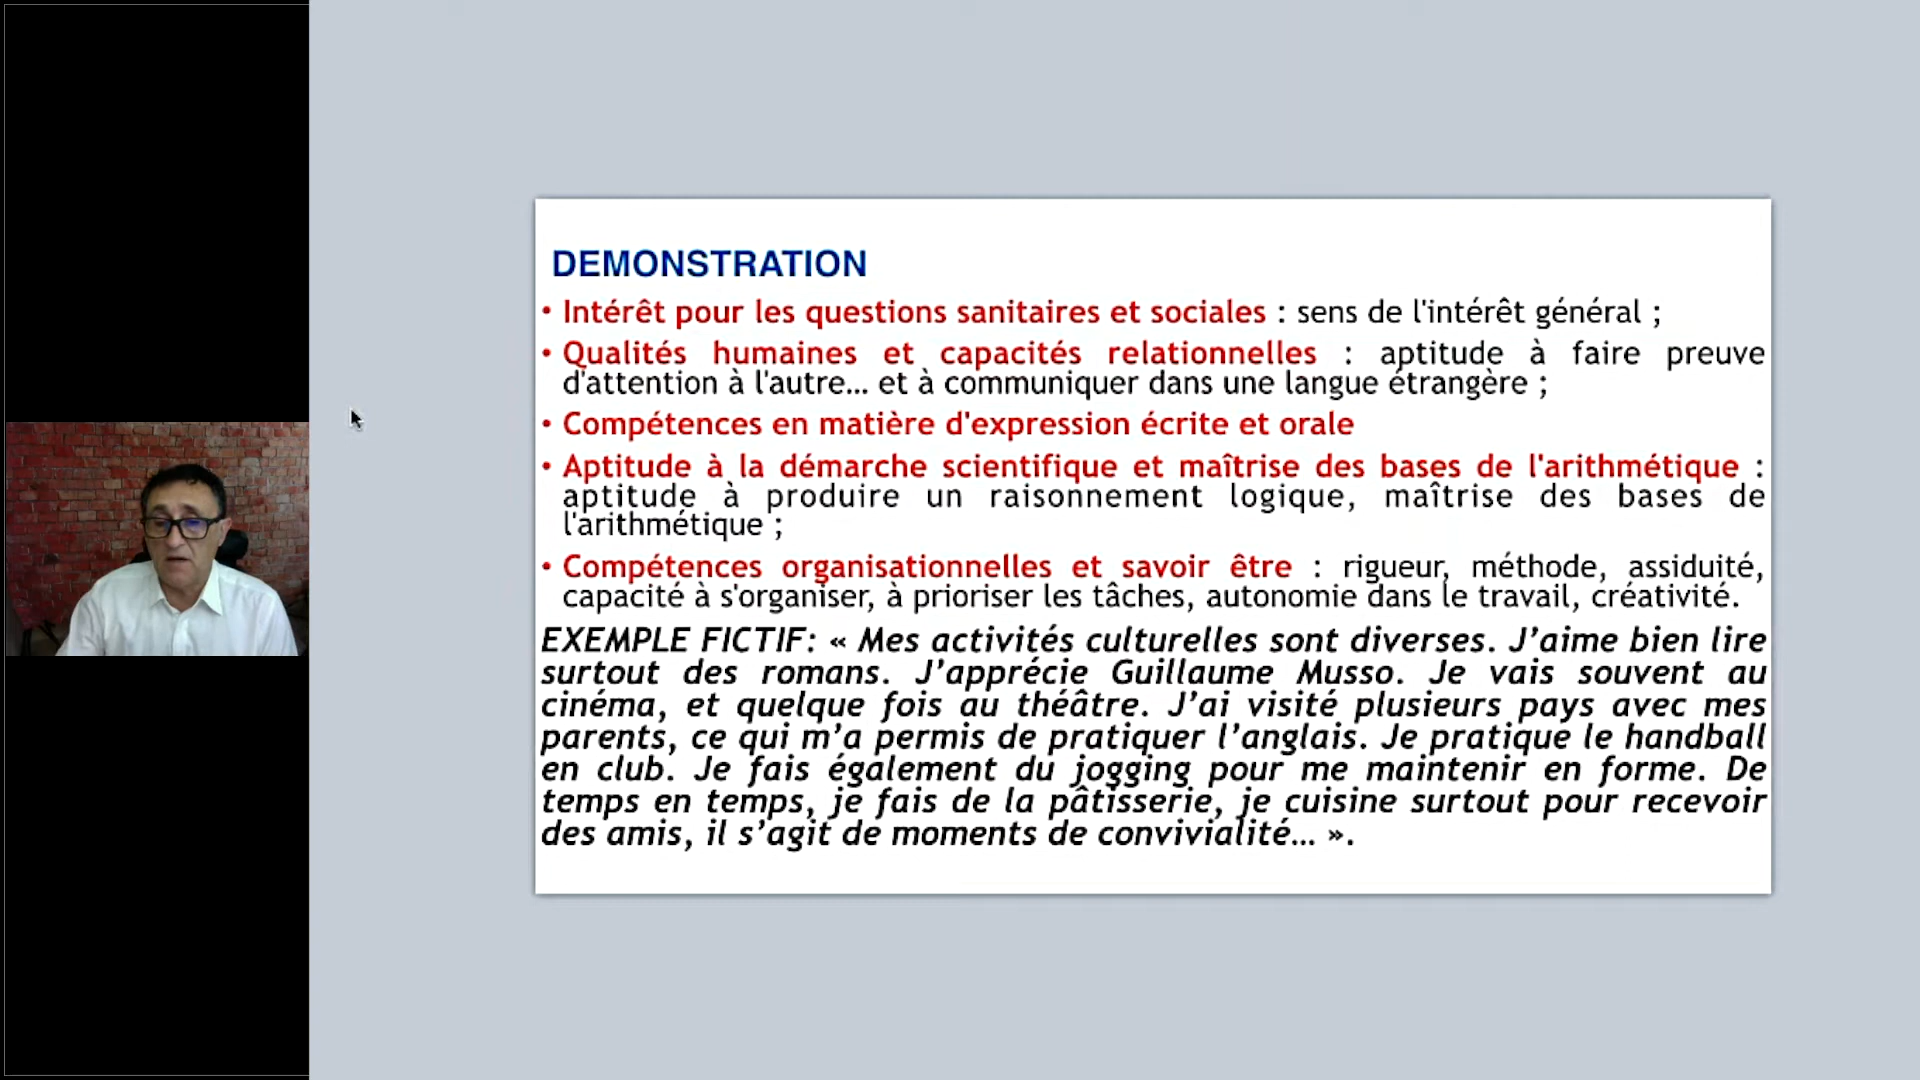 DEMONSTRATION
• Intérêt pour les questions sanitaires et sociales : sens de l'intérêt général ;
• Qualités humaines et capacités relationnelles : aptitude à faire preuve
d'attention à l'autre... et à communiquer dans une langue étrangère ;
• Compétences en matière d'expression écrite et orale
• Aptitude à la démarche scientifique et maîtrise des bases de l'arithmétique :
aptitude à produire un raisonnement logique, maîtrise des bases de
l'arithmétique ;
• Compétences organisationnelles et savoir être : rigueur, méthode, assiduité,
capacité à s'organiser, à prioriser les tâches, autonomie dans le travail, créativité.
EXEMPLE FICTIF: « Mes activités culturelles sont diverses. J’aime bien lire
surtout des romans. J’apprécie Guillaume Musso. Je vais souvent au
cinéma, et quelque fois au théâtre. J’ai visité plusieurs pays avec mes
parents, ce qui m’a permis de pratiquer l’anglais. Je pratique le handball
en club. Je fais également du jogging pour me maintenir en forme. De
temps en temps, je fais de la pâtisserie, je cuisine surtout pour recevoir
des amis, il s’agit de moments de convivialité... ».